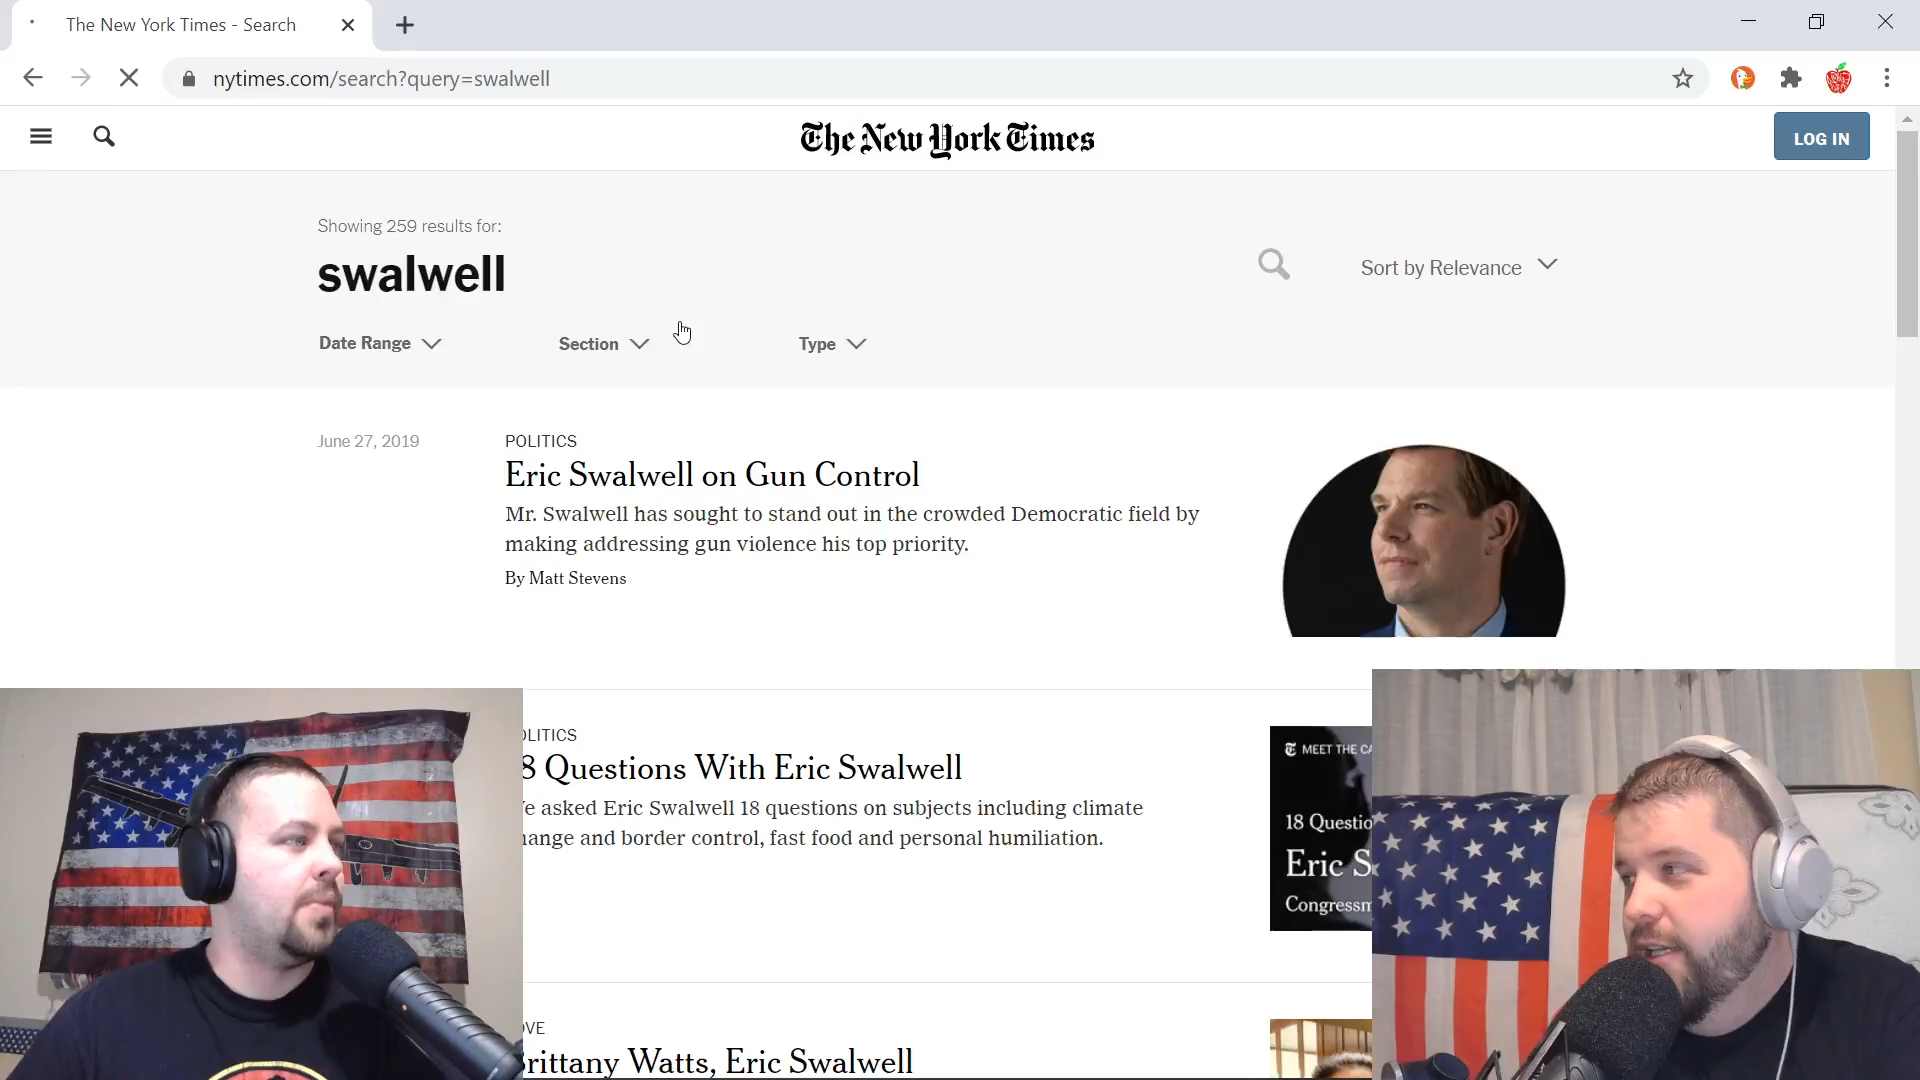 The New York Times - Search
nytimes.com/search?query=swalwell
The New York Times
LOG IN
Showing 259 results for:
swalwell
Sort by Relevance
Date Range
Section
Type
June 27, 2019
POLITICS
Eric Swalwell on Gun Control
Mr. Swalwell has sought to stand out in the crowded Democratic field by
making addressing gun violence his top priority.
By Matt Stevens
OLITICS
8 Questions With Eric Swalwell
e asked Eric Swalwell 18 questions on subjects including climate
ange and border control, fast food and personal humiliation.
MEET THE CA
18 Questio
Eric S
Congressm
OVE
rittany Watts, Eric Swalwell